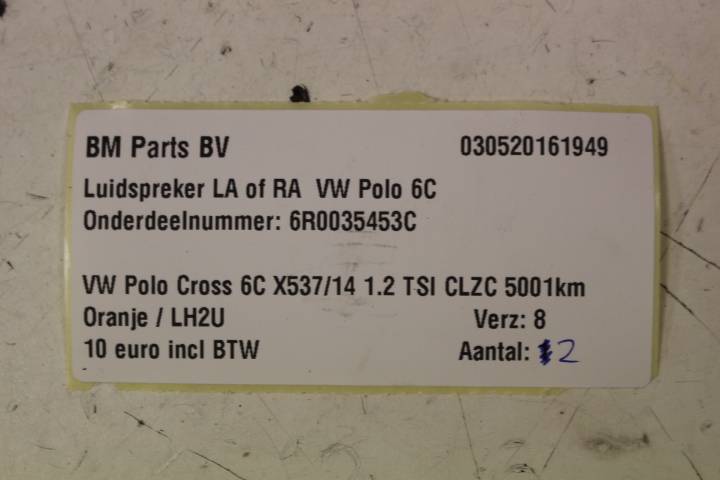 BM Parts BV 030520161949
Luidspreker LA of RA VW Polo 6C
Onderdeelnummer: 6R0035453C
VW Polo Cross 6C X537/14 1.2 TSI CLZC 5001km
Oranje / LH2U Verz: 8
10 euro incl BTW Aantal: 2